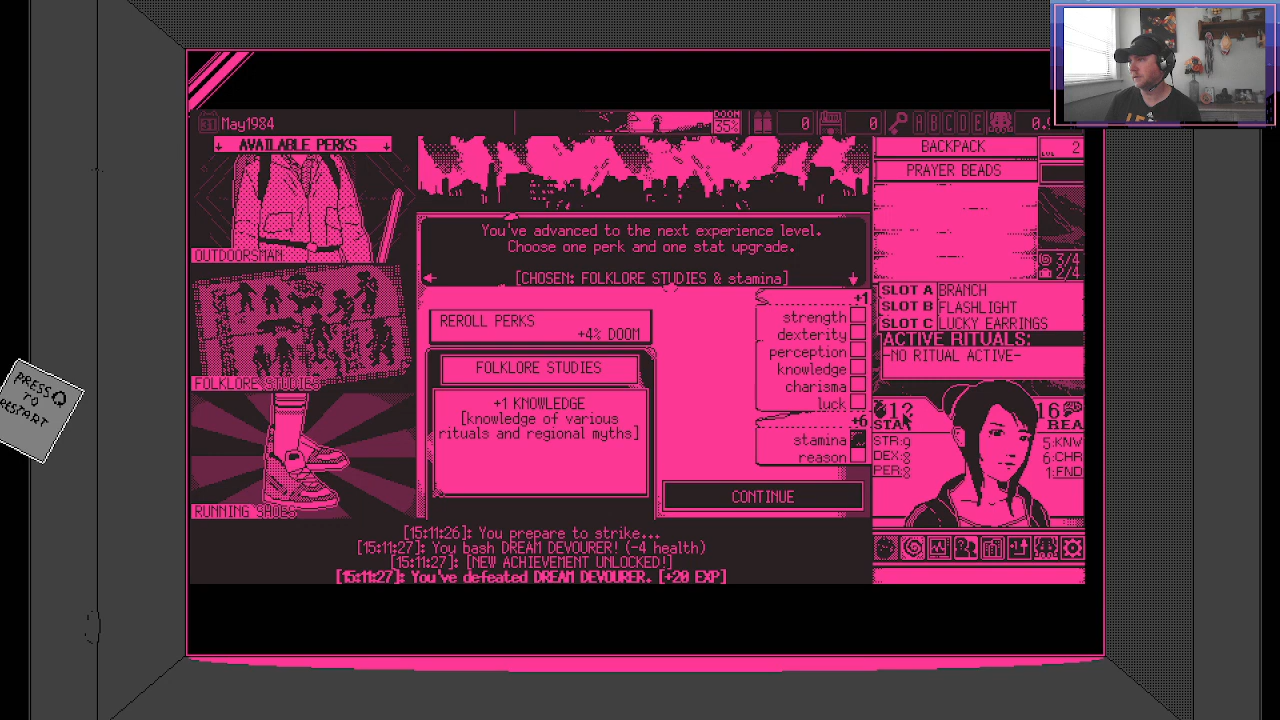 May1984
DOOM
35%
0
0
A B C D E
AVAILABLE PERKS
OUTDOORSMAN
FOLKLORE STUDIES
RUNNING SHOES
PRESS Q
TO
RESTART
You've advanced to the next experience level.
Choose one perk and one stat upgrade.
[CHOSEN: FOLKLORE STUDIES & stamina]
REROLL PERKS
+4% DOOM
FOLKLORE STUDIES
+1 KNOWLEDGE
[knowledge of various
rituals and regional myths]
+1
strength
dexterity
perception
knowledge
charisma
luck
+6
stamina
reason
CONTINUE
[15:11:26]: You prepare to strike...
[15:11:27]: You bash DREAM DEVOURER! (-4 health)
[15:11:27]: [NEW ACHIEVEMENT UNLOCKED!]
[15:11:27]: You've defeated DREAM DEVOURER. [+20 EXP]
BACKPACK
LVL 2
PRAYER BEADS
3/4
2/4
SLOT A BRANCH
SLOT B FLASHLIGHT
SLOT C LUCKY EARRINGS
ACTIVE RITUALS:
-NO RITUAL ACTIVE-
12
STA
16
REA
STR:9
DEX:8
PER:8
5:KNW
6:CHR
1:FND